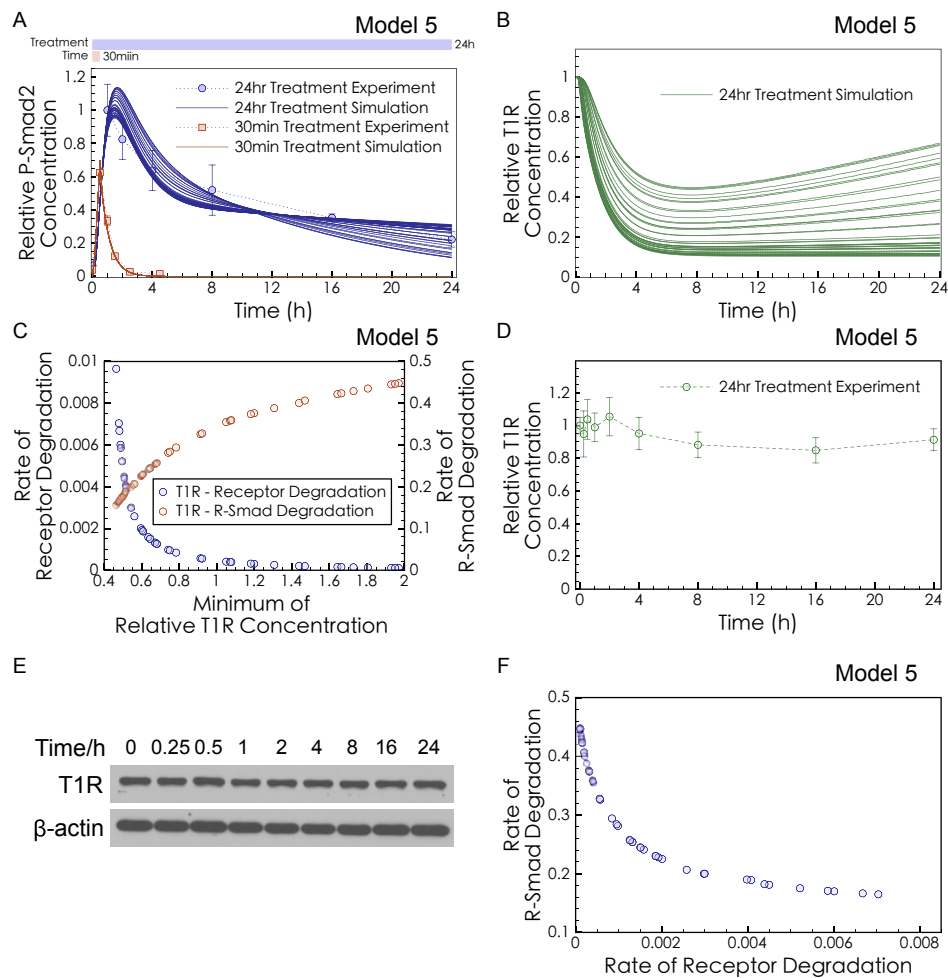 A
Model 5
Treatment
24h
Time
30miin
Relative P-Smad2
Concentration
1.2
1
0.8
0.6
0.4
0.2
0
24hr Treatment Experiment
24hr Treatment Simulation
30min Treatment Experiment
30min Treatment Simulation
0 4 8 12 16 20 24
Time (h)
B
Model 5
Relative T1R
Concentration
1
0.8
0.6
0.4
0.2
0
24hr Treatment Simulation
0 4 8 12 16 20 24
Time (h)
C
Model 5
Rate of
Receptor Degradation
0.01
0.008
0.006
0.004
0.002
0
T1R - Receptor Degradation
T1R - R-Smad Degradation
0.5
0.4
0.3
0.2
0.1
0
Rate of
R-Smad Degradation
0.4 0.6 0.8 1 1.2 1.4 1.6 1.8 2
Minimum of
Relative T1R Concentration
D
Model 5
Relative T1R
Concentration
1.2
1
0.8
0.6
0.4
0.2
0
24hr Treatment Experiment
0 4 8 12 16 20 24
Time (h)
E
Time/h 0 0.25 0.5 1 2 4 8 16 24
T1R
β-actin
F
Model 5
Rate of
R-Smad Degradation
0.5
0.4
0.3
0.2
0.1
0 0.002 0.004 0.006 0.008
Rate of Receptor Degradation